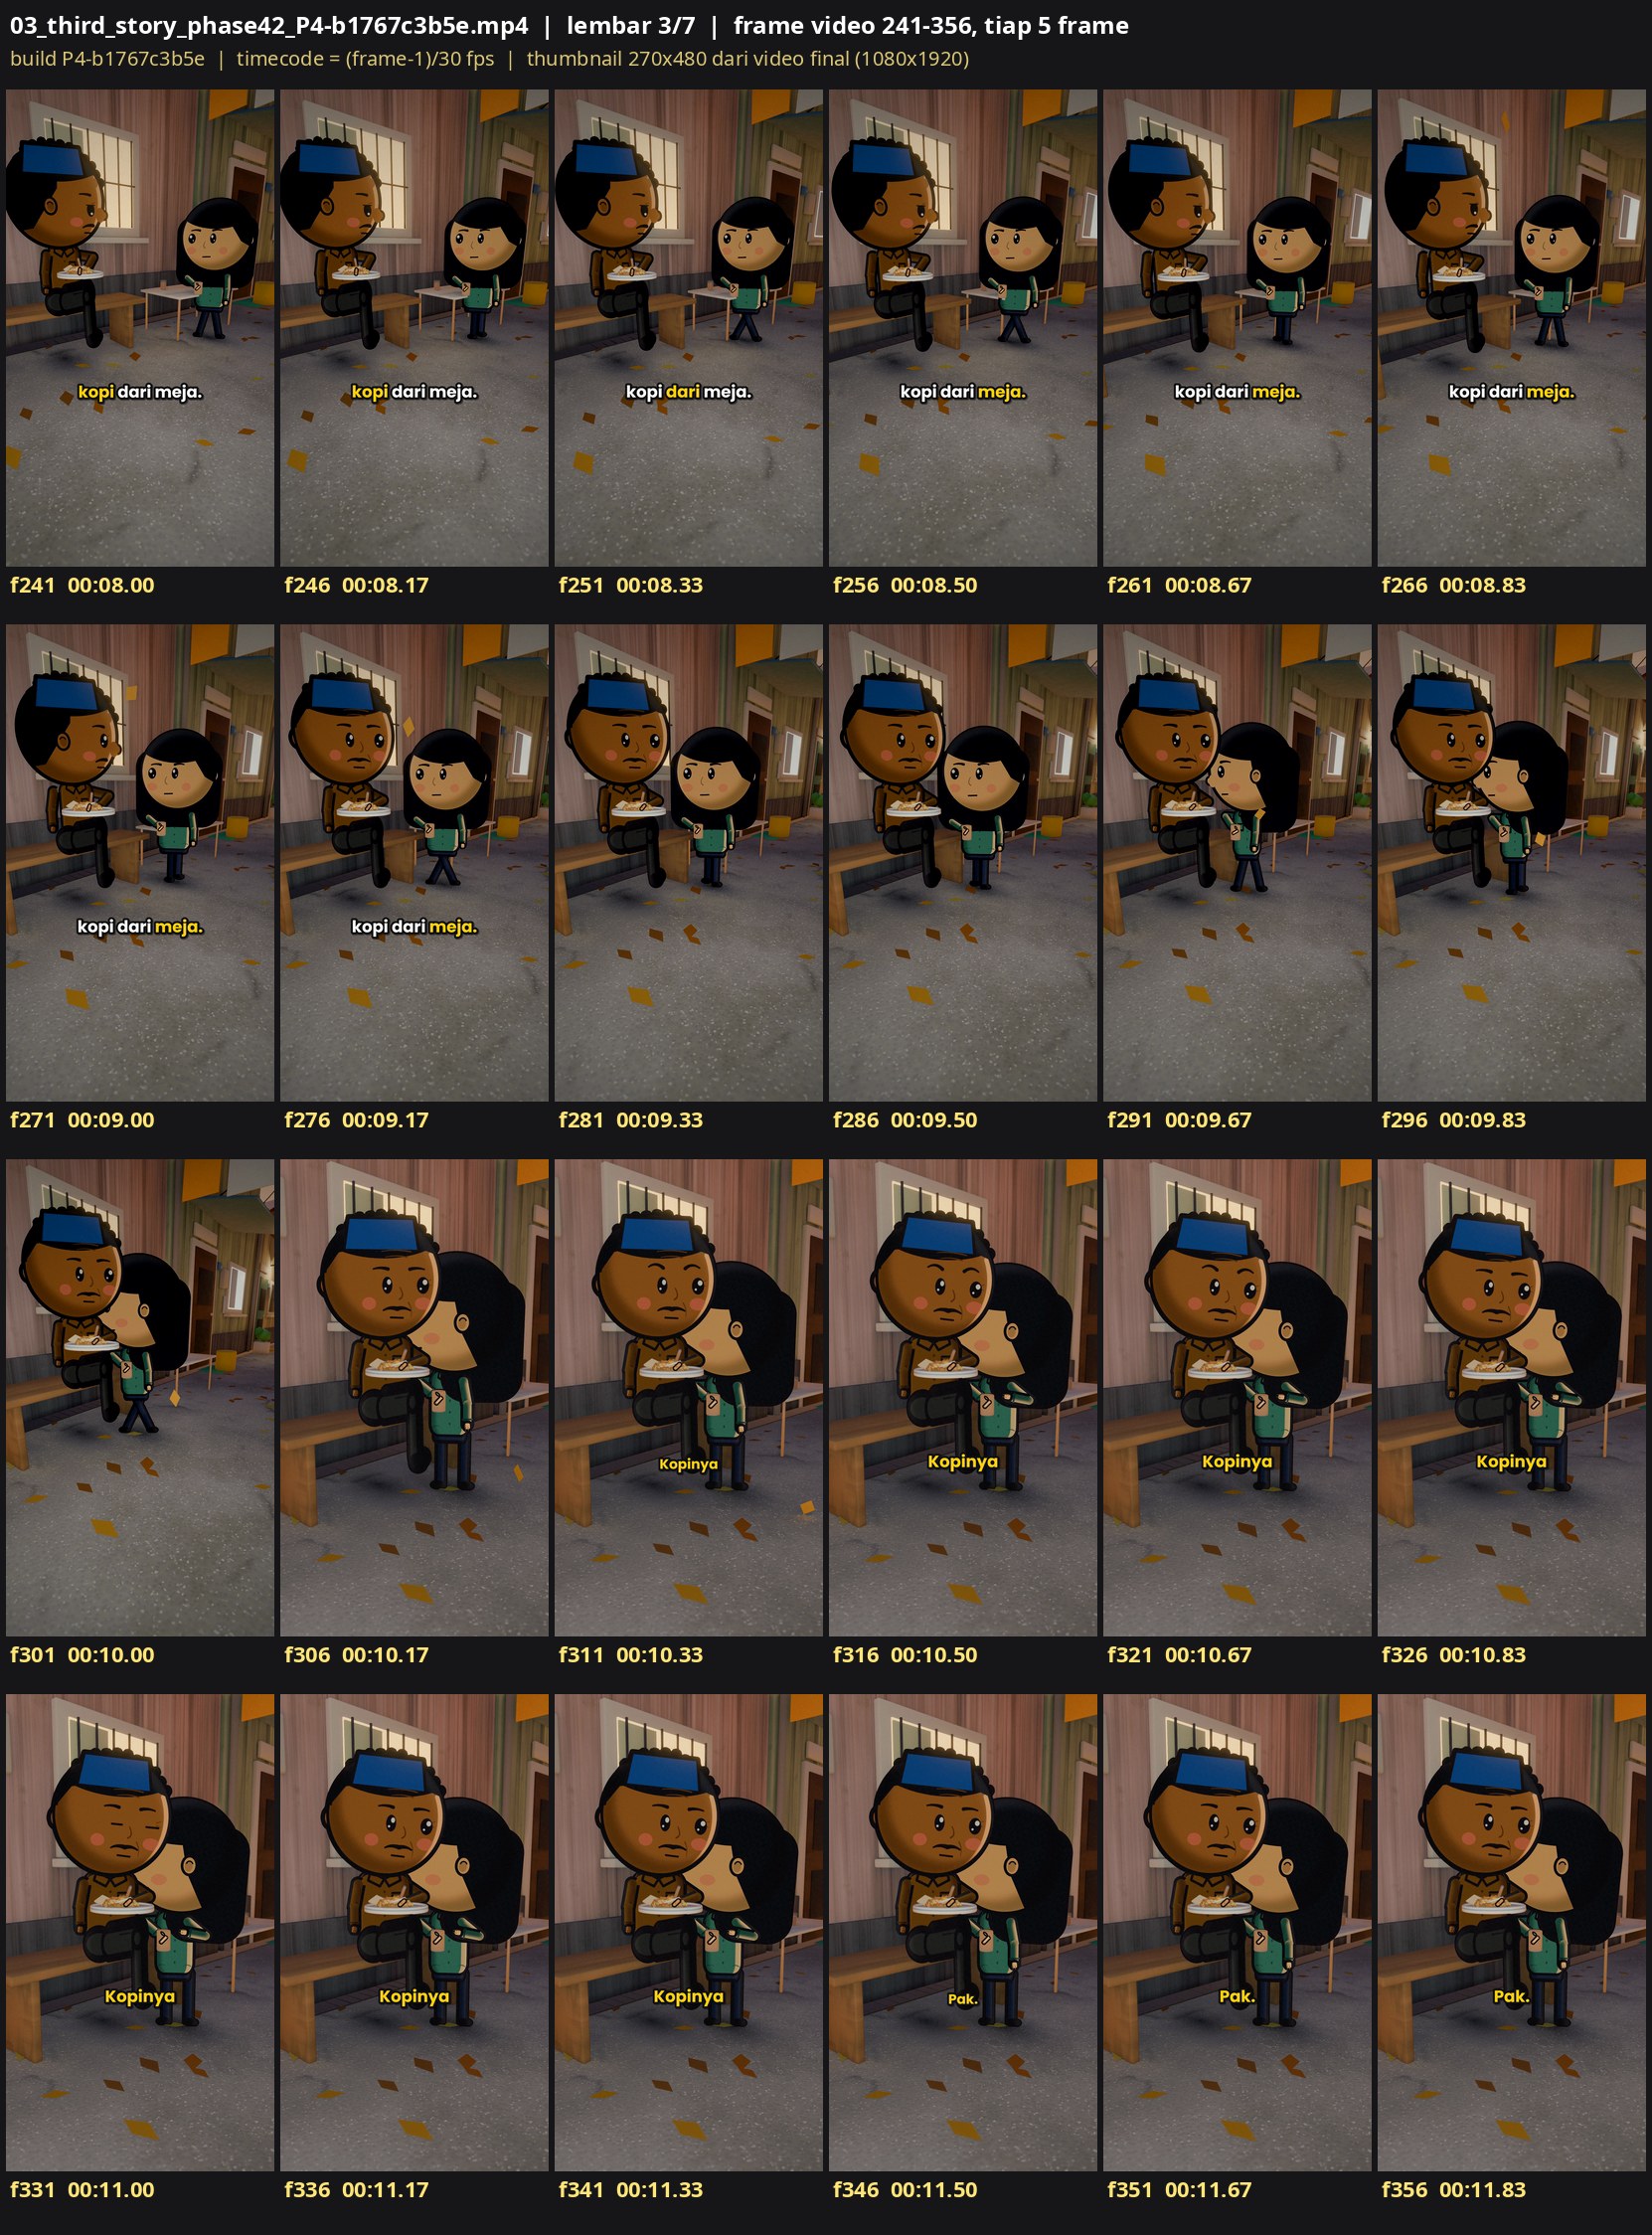 03_third_story_phase42_P4-b1767c3b5e.mp4 | lembar 3/7 | frame video 241-356, tiap 5 frame
build P4-b1767c3b5e | timecode = (frame-1)/30 fps | thumbnail 270x480 dari video final (1080x1920)
kopi dari meja.
kopi dari meja.
kopi dari meja.
kopi dari meja.
kopi dari meja.
kopi dari meja.
f241 00:08.00
f246 00:08.17
f251 00:08.33
f256 00:08.50
f261 00:08.67
f266 00:08.83
kopi dari meja.
kopi dari meja.
f271 00:09.00
f276 00:09.17
f281 00:09.33
f286 00:09.50
f291 00:09.67
f296 00:09.83
Kopinya
Kopinya
Kopinya
Kopinya
f301 00:10.00
f306 00:10.17
f311 00:10.33
f316 00:10.50
f321 00:10.67
f326 00:10.83
Kopinya
Kopinya
Kopinya
Pak.
Pak.
Pak.
f331 00:11.00
f336 00:11.17
f341 00:11.33
f346 00:11.50
f351 00:11.67
f356 00:11.83